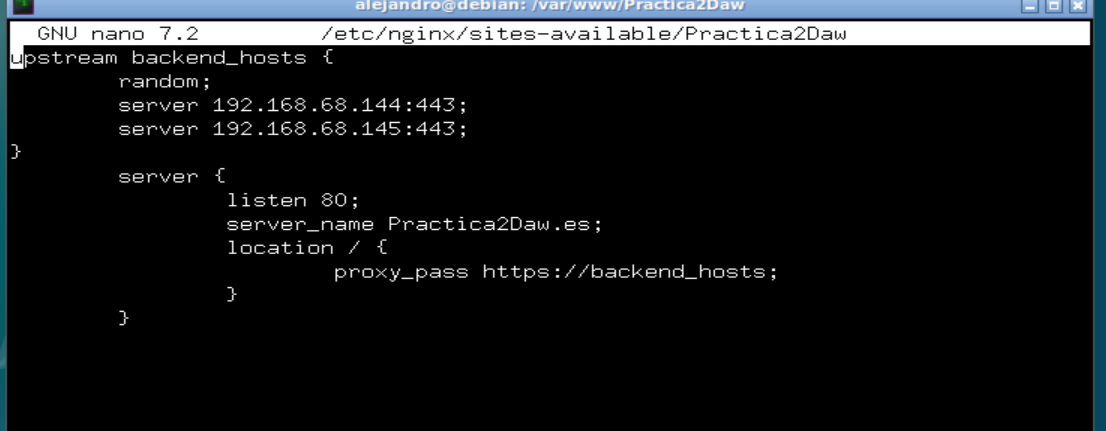 alejandro@debian: /var/www/Practica2Daw
GNU nano 7.2 /etc/nginx/sites-available/Practica2Daw
upstream backend_hosts {
random;
server 192.168.68.144:443;
server 192.168.68.145:443;
}
server {
listen 80;
server_name Practica2Daw.es;
location / {
proxy_pass https://backend_hosts;
}
}